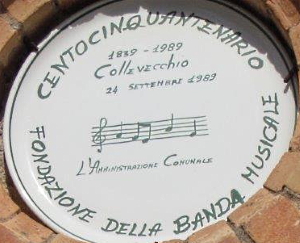 CENTOCINQUANTENARIO
1839 - 1989
Collevecchio
24 SETTEMBRE 1989
L'AMMINISTRAZIONE COMUNALE
FONDAZIONE DELLA BANDA MUSICALE